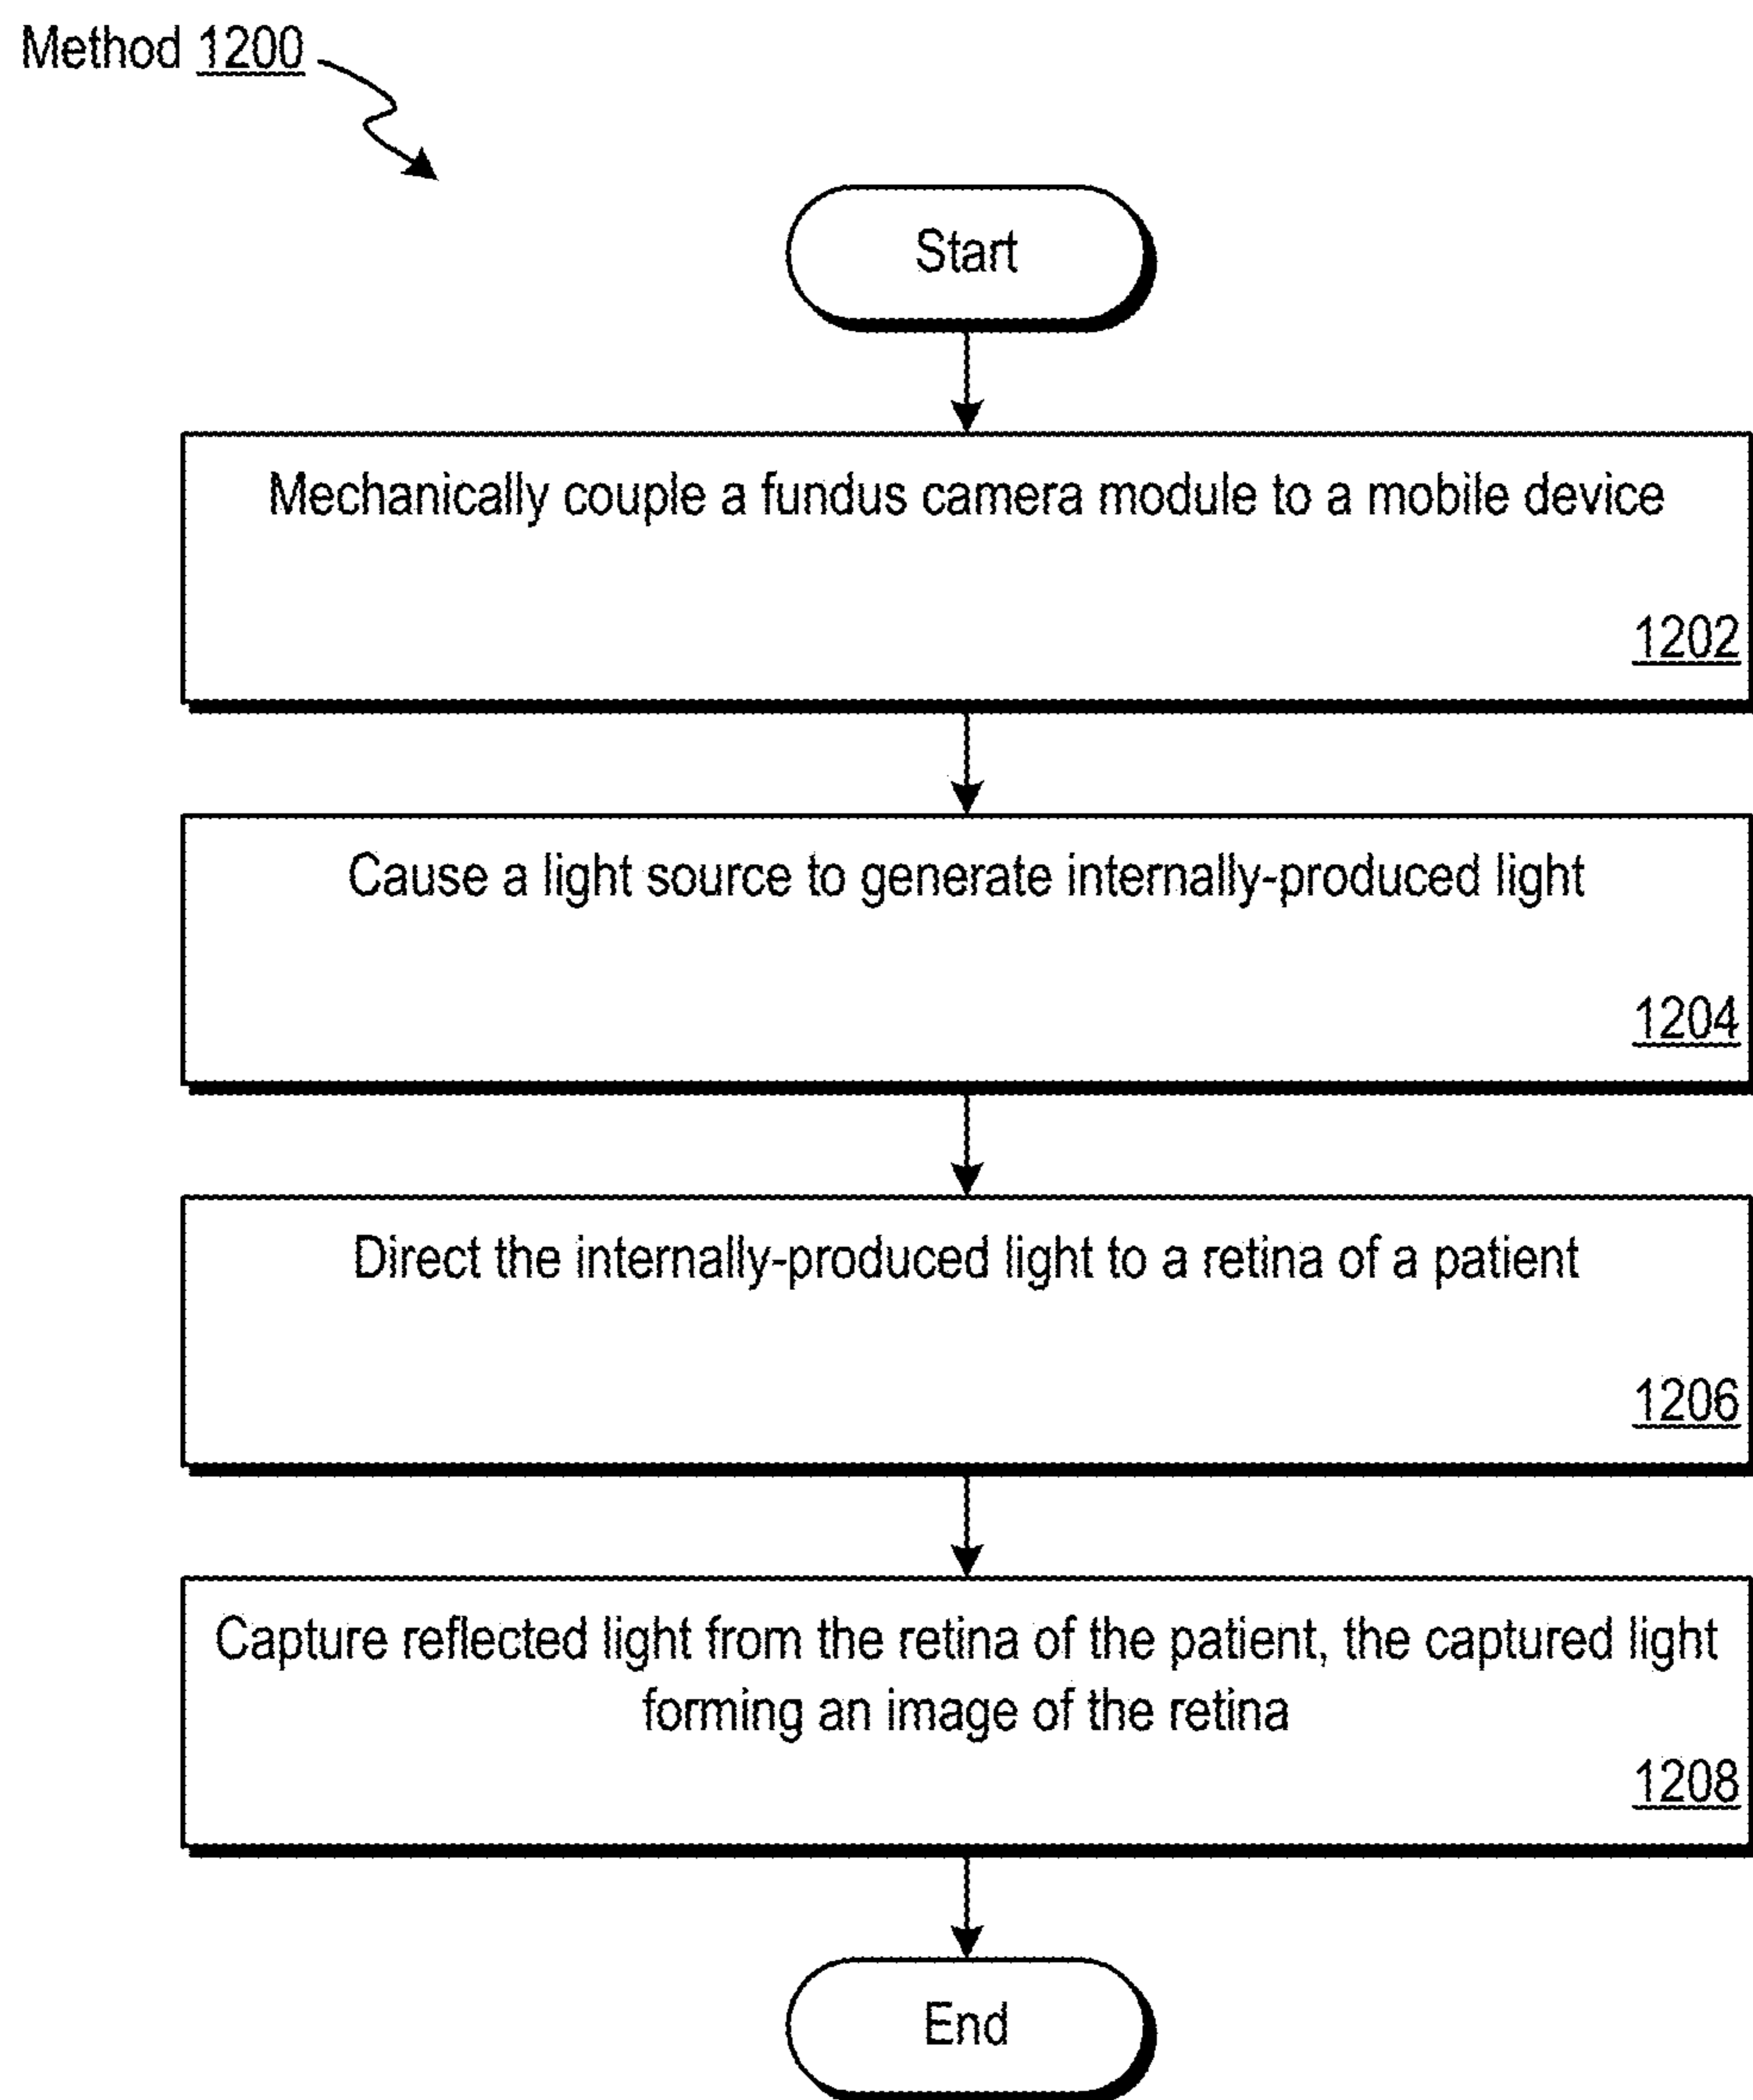 Method 1200
Start
Mechanically couple a fundus camera module to a mobile device
1202
Cause a light source to generate internally-produced light
1204
Direct the internally-produced light to a retina of a patient
1206
Capture reflected light from the retina of the patient, the captured light
forming an image of the retina
1208
End